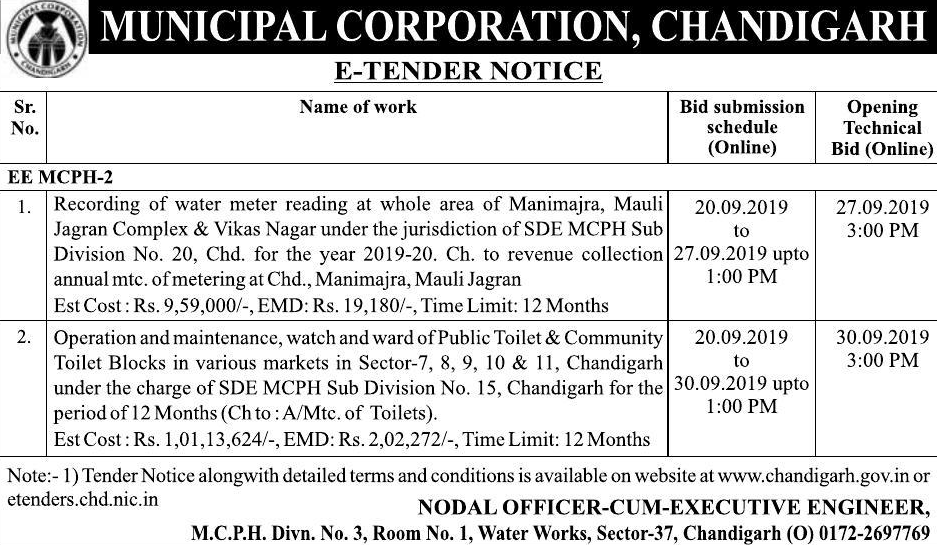 MUNICIPAL CORPORATION
CHANDIGARH
MUNICIPAL CORPORATION, CHANDIGARH
E-TENDER NOTICE
Sr. No.
Name of work
Bid submission schedule (Online)
Opening Technical Bid (Online)
EE MCPH-2
1.
Recording of water meter reading at whole area of Manimajra, Mauli
Jagran Complex & Vikas Nagar under the jurisdiction of SDE MCPH Sub
Division No. 20, Chd. for the year 2019-20. Ch. to revenue collection
annual mtc. of metering at Chd., Manimajra, Mauli Jagran
Est Cost : Rs. 9,59,000/-, EMD: Rs. 19,180/-, Time Limit: 12 Months
20.09.2019
to
27.09.2019 upto
1:00 PM
27.09.2019
3:00 PM
2.
Operation and maintenance, watch and ward of Public Toilet & Community
Toilet Blocks in various markets in Sector-7, 8, 9, 10 & 11, Chandigarh
under the charge of SDE MCPH Sub Division No. 15, Chandigarh for the
period of 12 Months (Ch to : A/Mtc. of Toilets).
Est Cost : Rs. 1,01,13,624/-, EMD: Rs. 2,02,272/-, Time Limit: 12 Months
20.09.2019
to
30.09.2019 upto
1:00 PM
30.09.2019
3:00 PM
Note:- 1) Tender Notice alongwith detailed terms and conditions is available on website at www.chandigarh.gov.in or
etenders.chd.nic.in
NODAL OFFICER-CUM-EXECUTIVE ENGINEER,
M.C.P.H. Divn. No. 3, Room No. 1, Water Works, Sector-37, Chandigarh (O) 0172-2697769